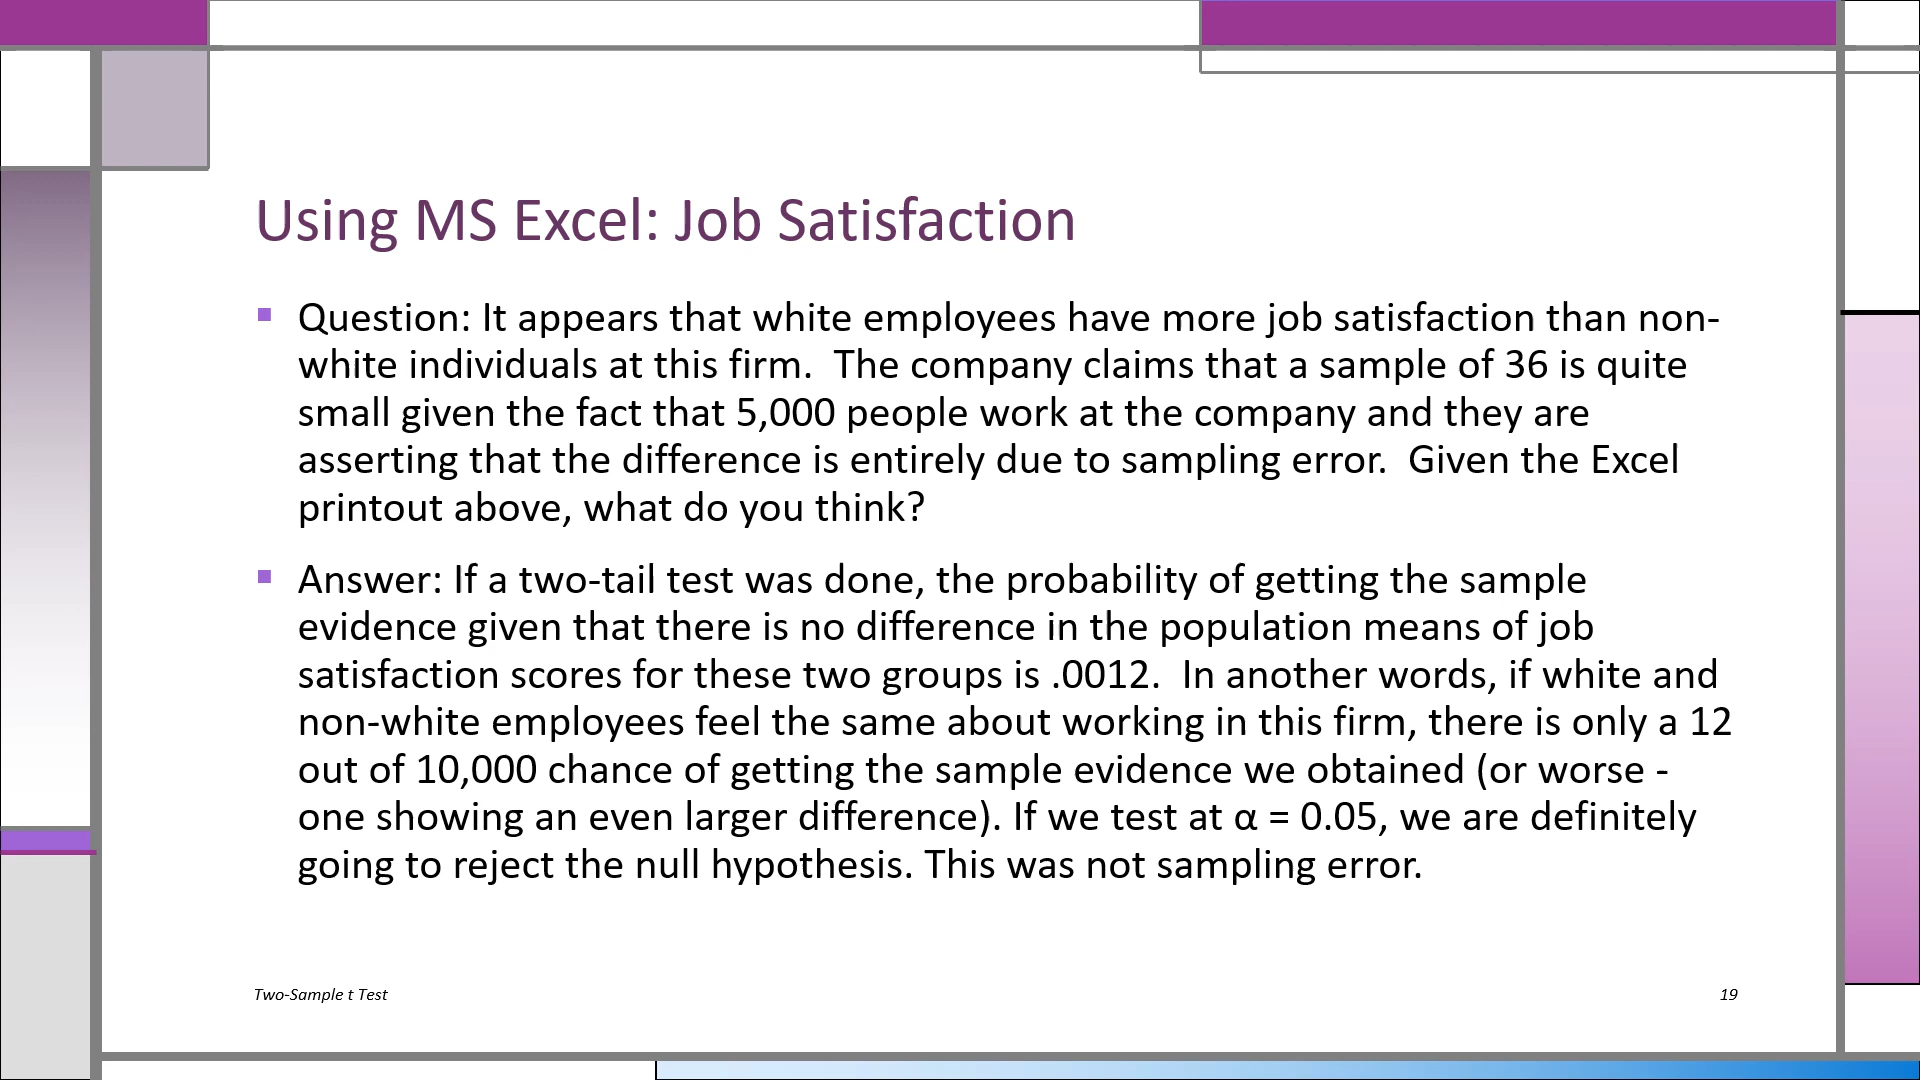 Using MS Excel: Job Satisfaction
Question: It appears that white employees have more job satisfaction than non-
white individuals at this firm.  The company claims that a sample of 36 is quite
small given the fact that 5,000 people work at the company and they are
asserting that the difference is entirely due to sampling error.  Given the Excel
printout above, what do you think?
Answer: If a two-tail test was done, the probability of getting the sample
evidence given that there is no difference in the population means of job
satisfaction scores for these two groups is .0012.  In another words, if white and
non-white employees feel the same about working in this firm, there is only a 12
out of 10,000 chance of getting the sample evidence we obtained (or worse -
one showing an even larger difference). If we test at α = 0.05, we are definitely
going to reject the null hypothesis. This was not sampling error.
Two-Sample t Test
19